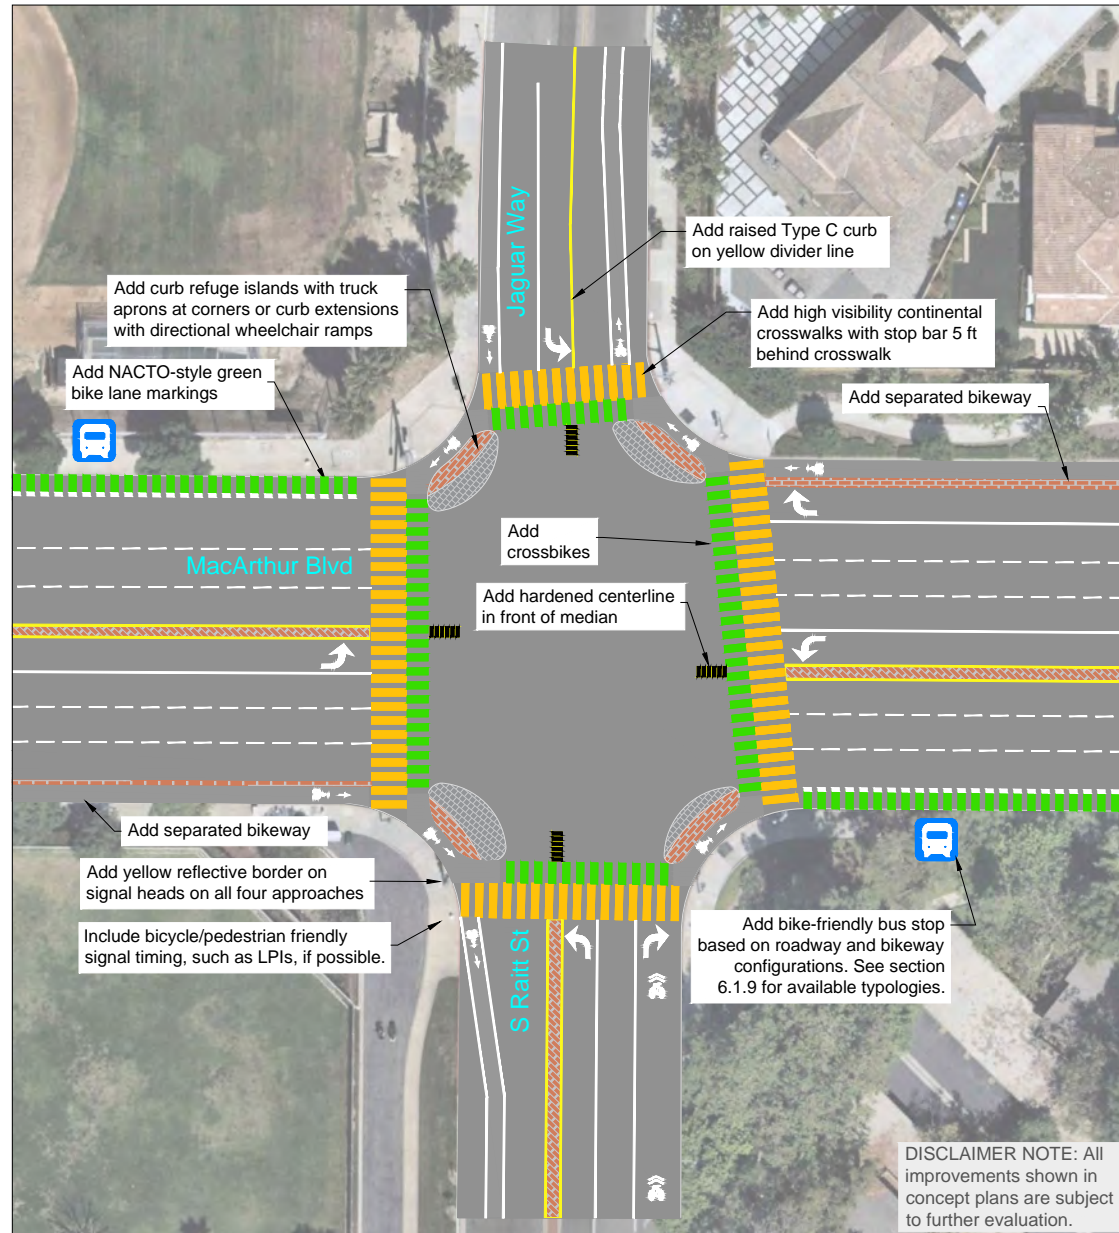 Jaguar Way
Add raised Type C curb
on yellow divider line
Add curb refuge islands with truck
aprons at corners or curb extensions
with directional wheelchair ramps
Add high visibility continental
crosswalks with stop bar 5 ft
behind crosswalk
Add NACTO-style green
bike lane markings
Add separated bikeway
Add
crossbikes
MacArthur Blvd
Add hardened centerline
in front of median
Add separated bikeway
Add yellow reflective border on
signal heads on all four approaches
Include bicycle/pedestrian friendly
signal timing, such as LPIs, if possible.
S Raitt St
Add bike-friendly bus stop
based on roadway and bikeway
configurations. See section
6.1.9 for available typologies.
DISCLAIMER NOTE: All
improvements shown in
concept plans are subject
to further evaluation.